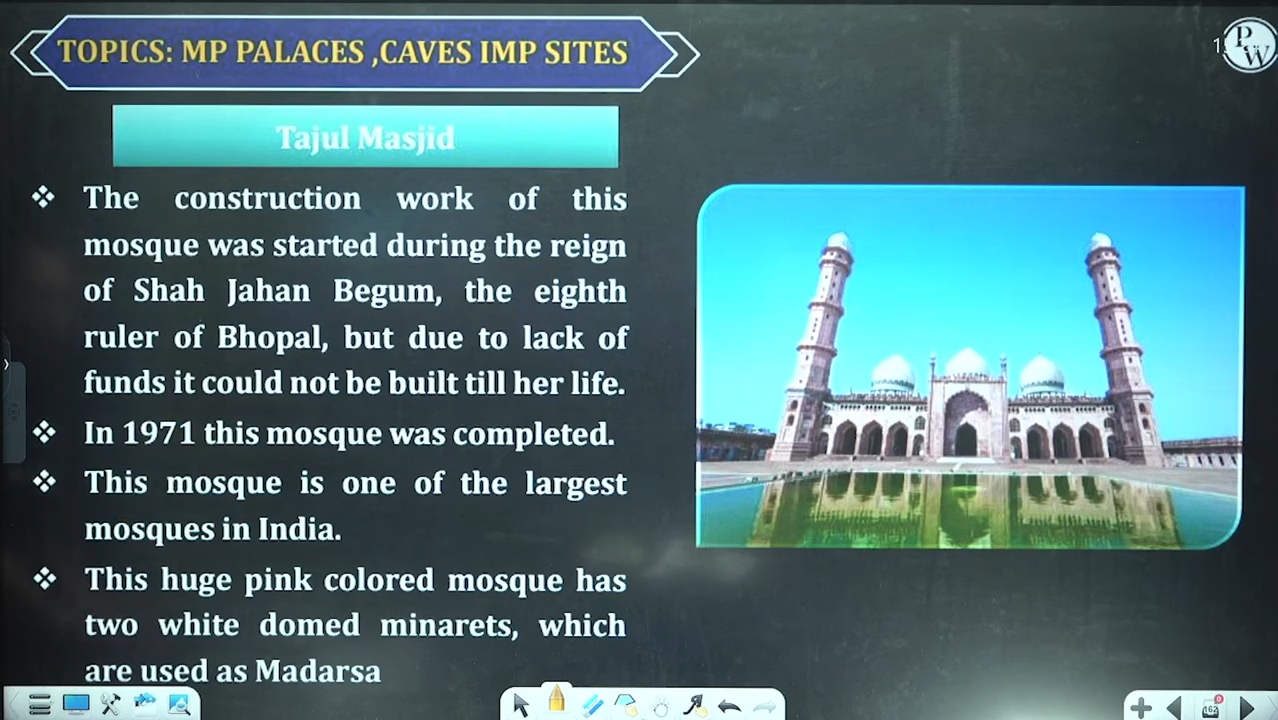 TOPICS: MP PALACES ,CAVES IMP SITES
PW
Tajul Masjid
❖ The construction work of this
mosque was started during the reign
of Shah Jahan Begum, the eighth
ruler of Bhopal, but due to lack of
funds it could not be built till her life.
❖ In 1971 this mosque was completed.
❖ This mosque is one of the largest
mosques in India.
❖ This huge pink colored mosque has
two white domed minarets, which
are used as Madarsa
162